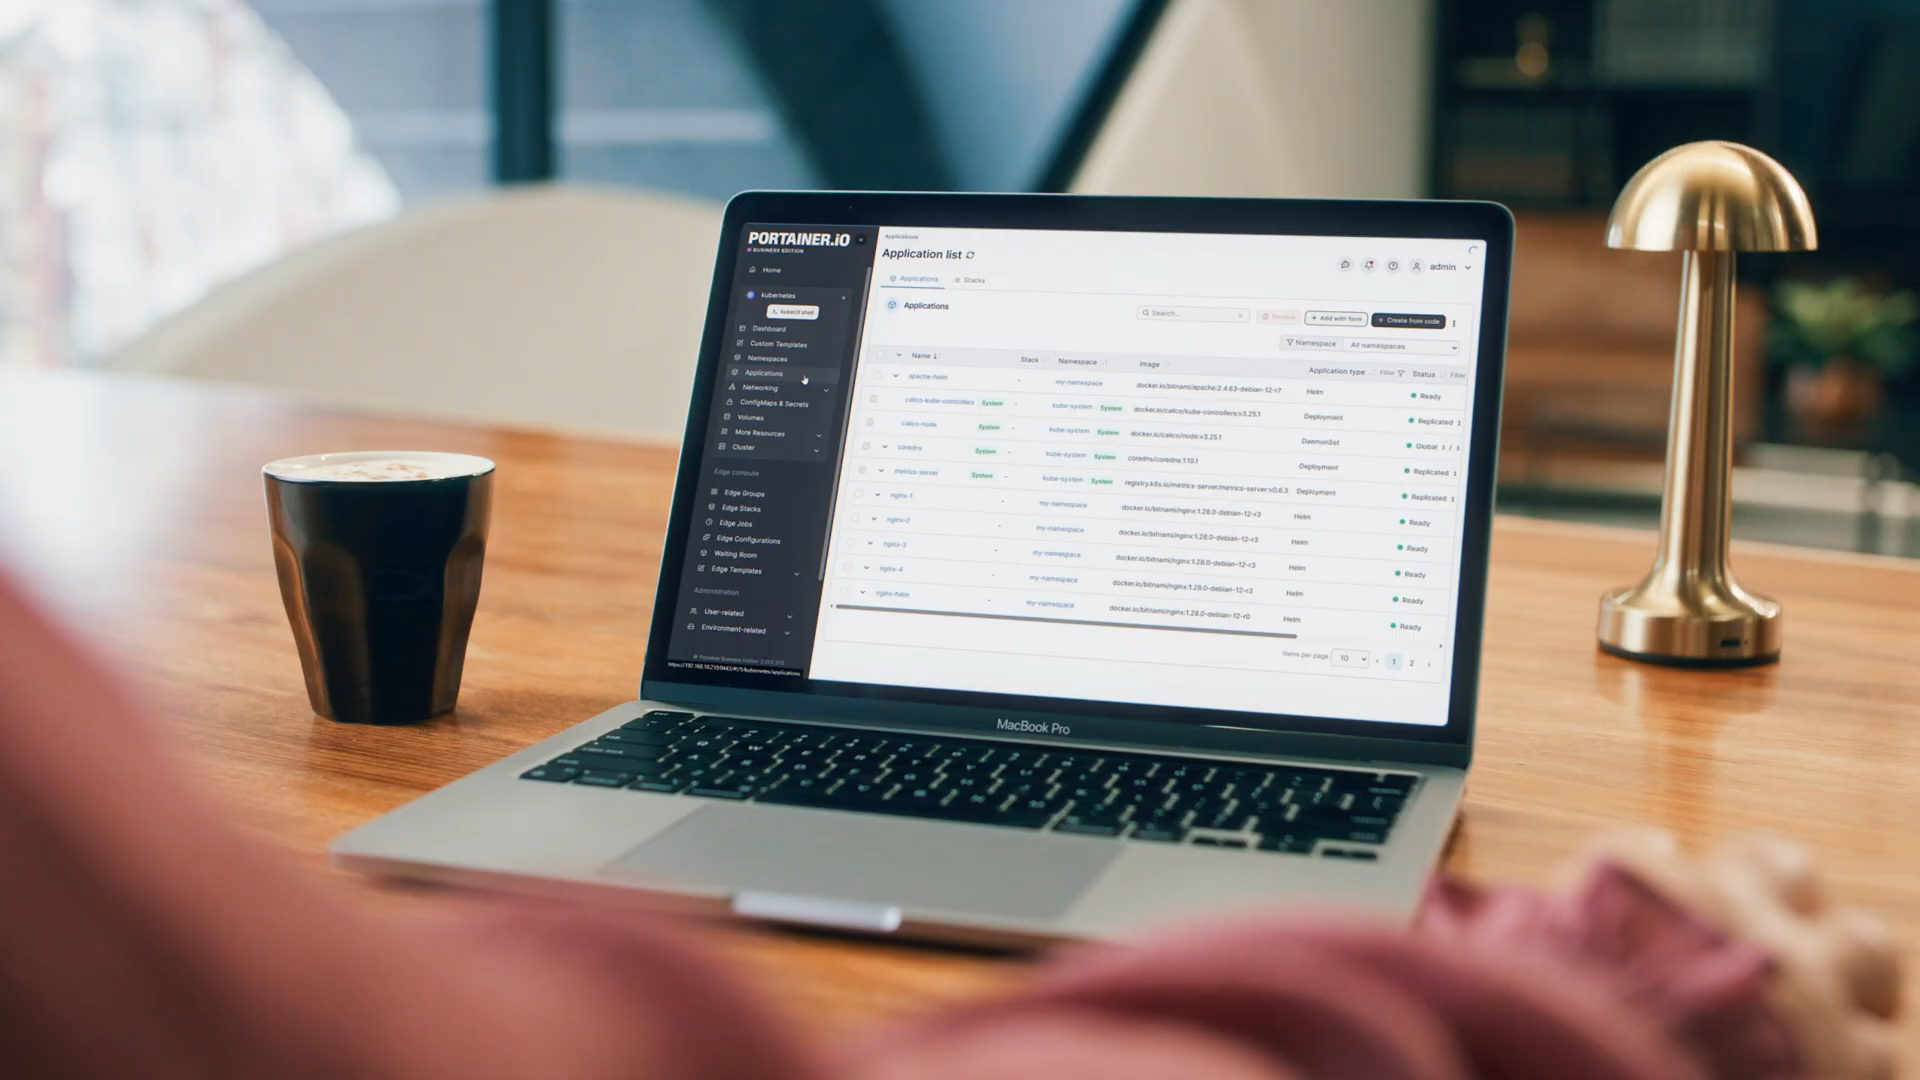 PORTAINER.iO
BUSINESS EDITION
Home
kubernetes
kubectl shell
Dashboard
Custom Templates
Namespaces
Applications
Networking
ConfigMaps & Secrets
Volumes
More Resources
Cluster
Edge compute
Edge Groups
Edge Stacks
Edge Jobs
Edge Configurations
Waiting Room
Edge Templates
Administration
User-related
Environment-related
Portainer Business Edition
Applications
Application list
admin
Applications Stacks
Applications
Search...
Remove
Add with form
Create from code
Namespace All namespaces
Name Stack Namespace Image Application type Filter Status Filter
apache-helm - my-namespace docker.io/bitnami/apache:2.4.63-debian-12-r7 Helm Ready
calico-kube-controllers System - kube-system System docker.io/calico/kube-controllers:v3.25.1 Deployment Replicated 1
calico-node System - kube-system System docker.io/calico/node:v3.25.1 DaemonSet Global 3 / 3
coredns System - kube-system System coredns/coredns:1.10.1 Deployment Replicated 1
metrics-server System - kube-system System registry.k8s.io/metrics-server/metrics-server:v0.6.3 Deployment Replicated 1
nginx-1 - my-namespace docker.io/bitnami/nginx:1.28.0-debian-12-r3 Helm Ready
nginx-2 - my-namespace docker.io/bitnami/nginx:1.28.0-debian-12-r3 Helm Ready
nginx-3 - my-namespace docker.io/bitnami/nginx:1.28.0-debian-12-r3 Helm Ready
nginx-4 - my-namespace docker.io/bitnami/nginx:1.28.0-debian-12-r3 Helm Ready
nginx-helm - my-namespace docker.io/bitnami/nginx:1.28.0-debian-12-r0 Helm Ready
Items per page 10 1 2
MacBook Pro